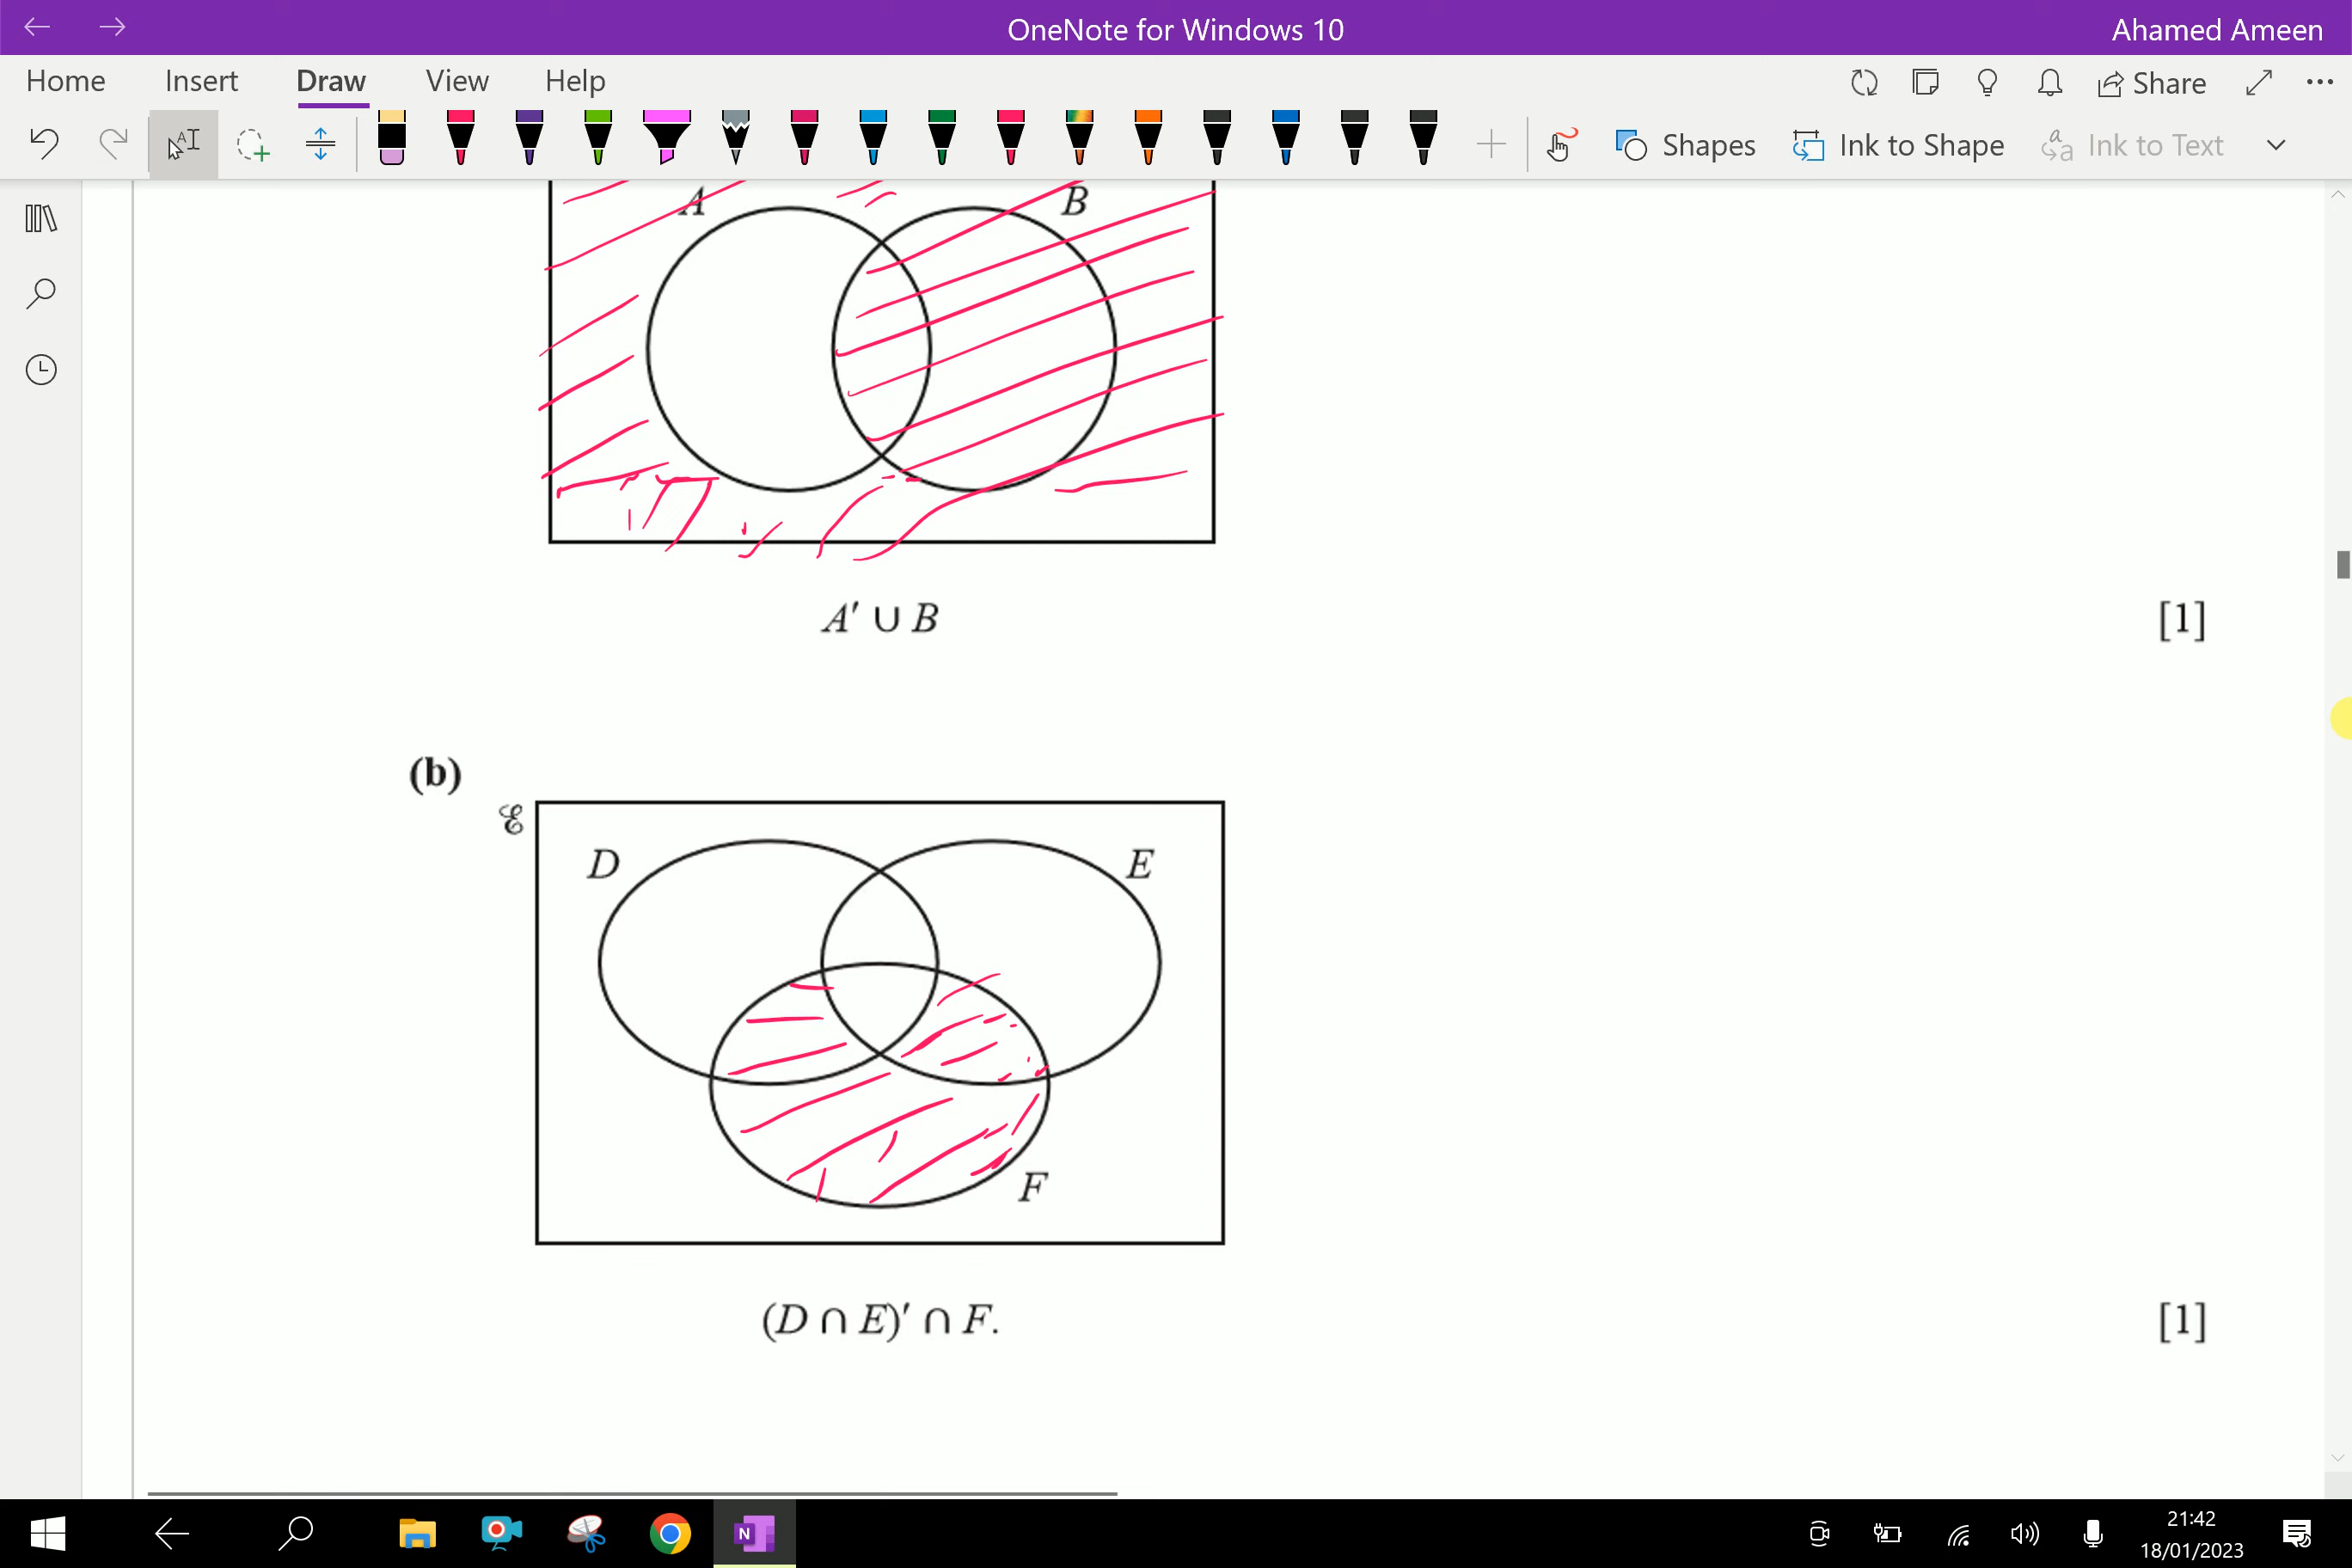 OneNote for Windows 10
Ahamed Ameen
Home Insert Draw View Help
Share
Shapes Ink to Shape Ink to Text
A B
A′ ∪ B
[1]
(b)
ℰ
D E
F
(D ∩ E)′ ∩ F.
[1]
21:42
18/01/2023